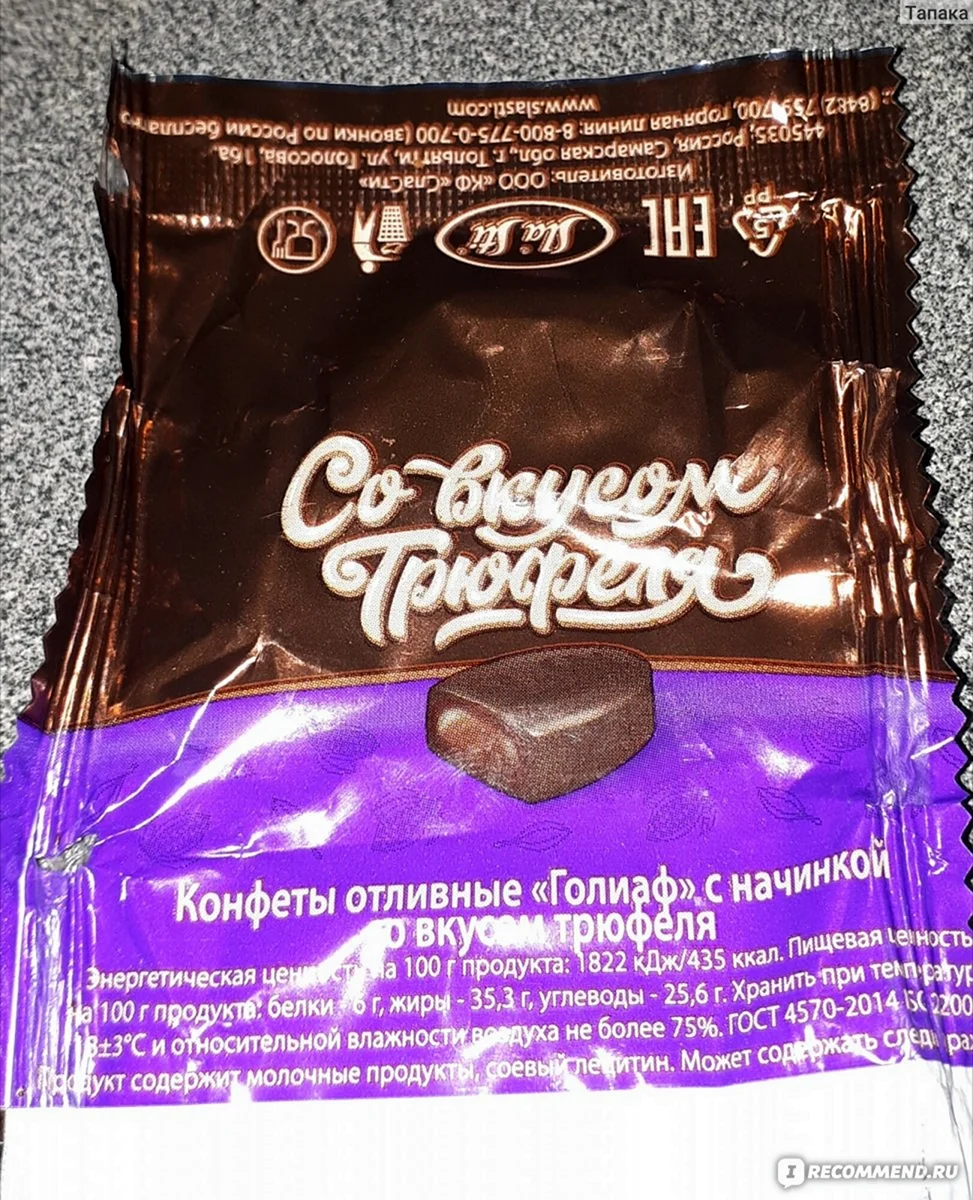 Тапака
www.slasti.com
(8482) 759-700, горячая линия: 8-800-775-0-700 (звонки по России
445035, Россия, Самарская обл., г. Тольятти, ул. Голосова, 16а.
Изготовитель: ООО «КФ «Сласти»
5
PP
EAC
Sla Sti
Со вкусом
Трюфеля
Конфеты отливные «Голиаф» с начинкой
со вкусом трюфеля
Энергетическая ценность на 100 г продукта: 1822 кДж/435 ккал. Пищевая ценность
на 100 г продукта: белки - 6 г, жиры - 35,3 г, углеводы - 25,6 г. Хранить при
18±3°С и относительной влажности воздуха не более 75%. ГОСТ 4570-2014
Продукт содержит молочные продукты, соевый лецитин. Может содержать
IRECOMMEND.RU